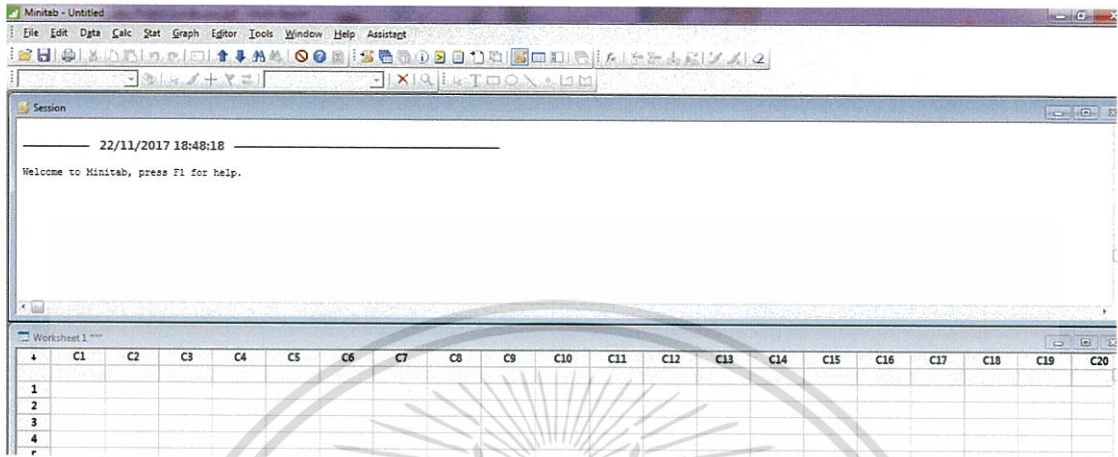 Minitab - Untitled
File Edit Data Calc Stat Graph Editor Tools Window Help Assistant
Session
22/11/2017 18:48:18
Welcome to Minitab, press F1 for help.
Worksheet 1 ***
C1 C2 C3 C4 C5 C6 C7 C8 C9 C10 C11 C12 C13 C14 C15 C16 C17 C18 C19 C20
1
2
3
4